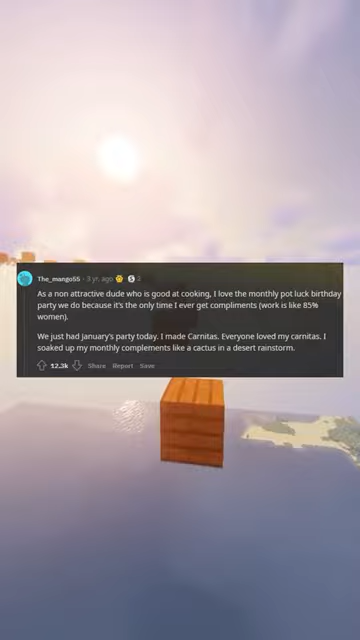 The_mango55 · 3 yr. ago
As a non attractive dude who is good at cooking, I love the monthly pot luck birthday
party we do because it's the only time I ever get compliments (work is like 85%
women).
We just had January's party today. I made Carnitas. Everyone loved my carnitas. I
soaked up my monthly complements like a cactus in a desert rainstorm.
12.3k Share Report Save